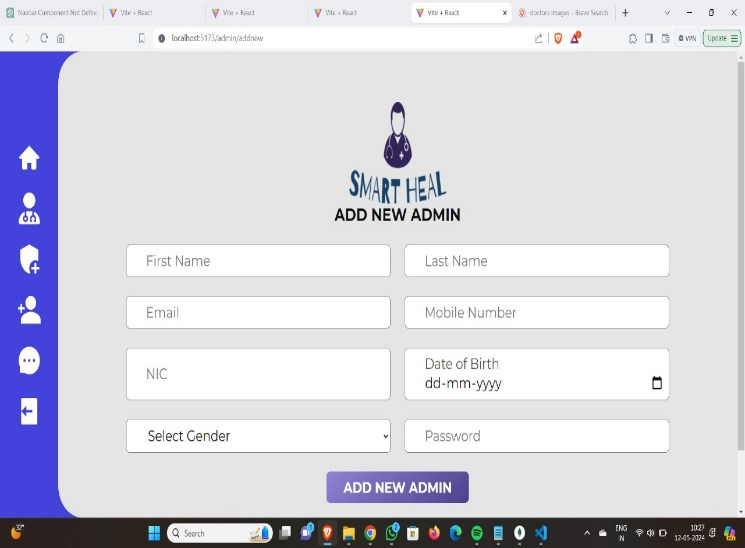 Navbar Component Not Define
Vite + React
Vite + React
Vite + React
Vite + React
doctors images - Brave Search
localhost:5173/admin/addnew
VPN
Update
SMART HEAL
ADD NEW ADMIN
First Name
Last Name
Email
Mobile Number
NIC
Date of Birth
dd-mm-yyyy
Select Gender
Password
ADD NEW ADMIN
32°
Search
ENG
IN
10:27
12-05-2024